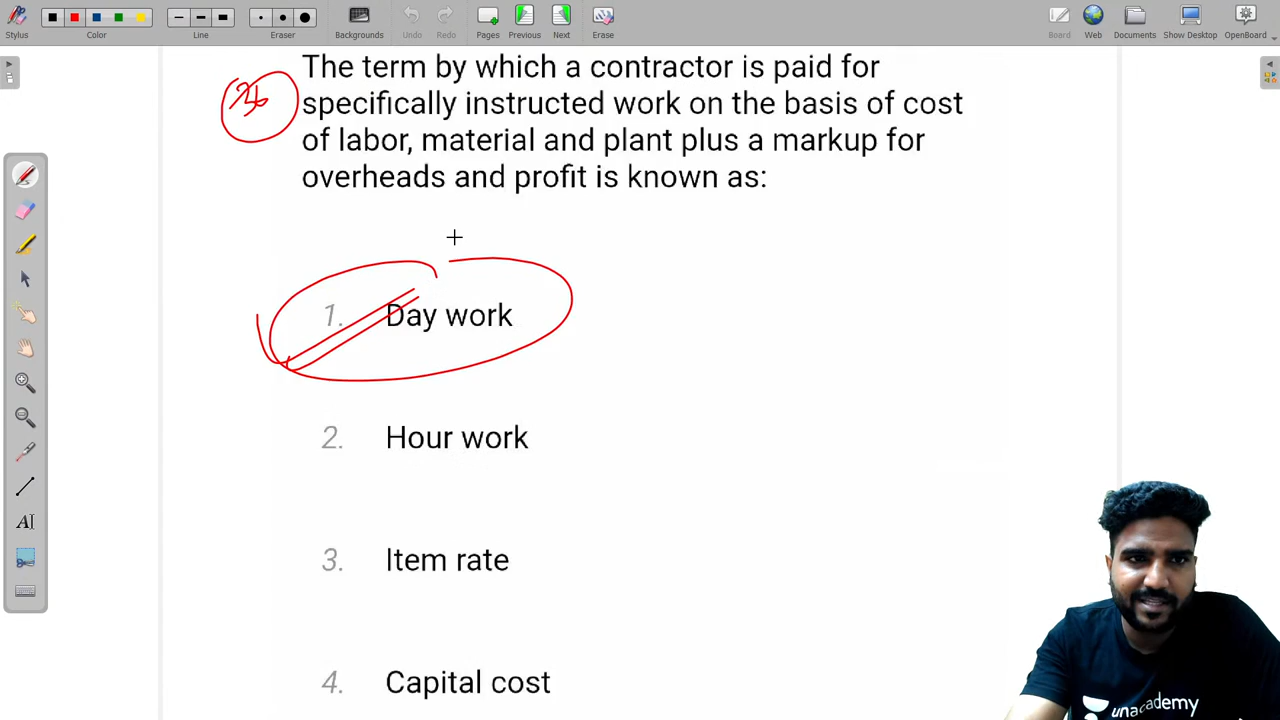 Stylus
Color
Line
Eraser
Backgrounds
Undo
Redo
Pages
Previous
Next
Erase
Board
Web
Documents
Show Desktop
OpenBoard
36
The term by which a contractor is paid for
specifically instructed work on the basis of cost
of labor, material and plant plus a markup for
overheads and profit is known as:
1. Day work
2. Hour work
3. Item rate
4. Capital cost
AI
unacademy